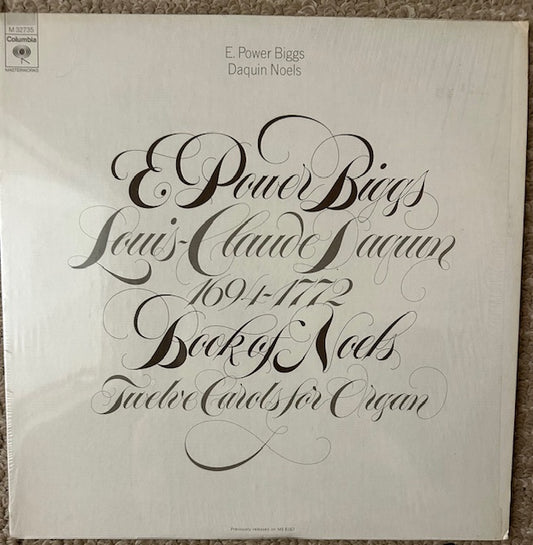 M 32735
Columbia
MASTERWORKS
E. Power Biggs
Daquin Noels
E Power Biggs
Louis-Claude Daquin
1694-1772
Book of Noels
Twelve Carols for Organ
Previously released on MS 6167